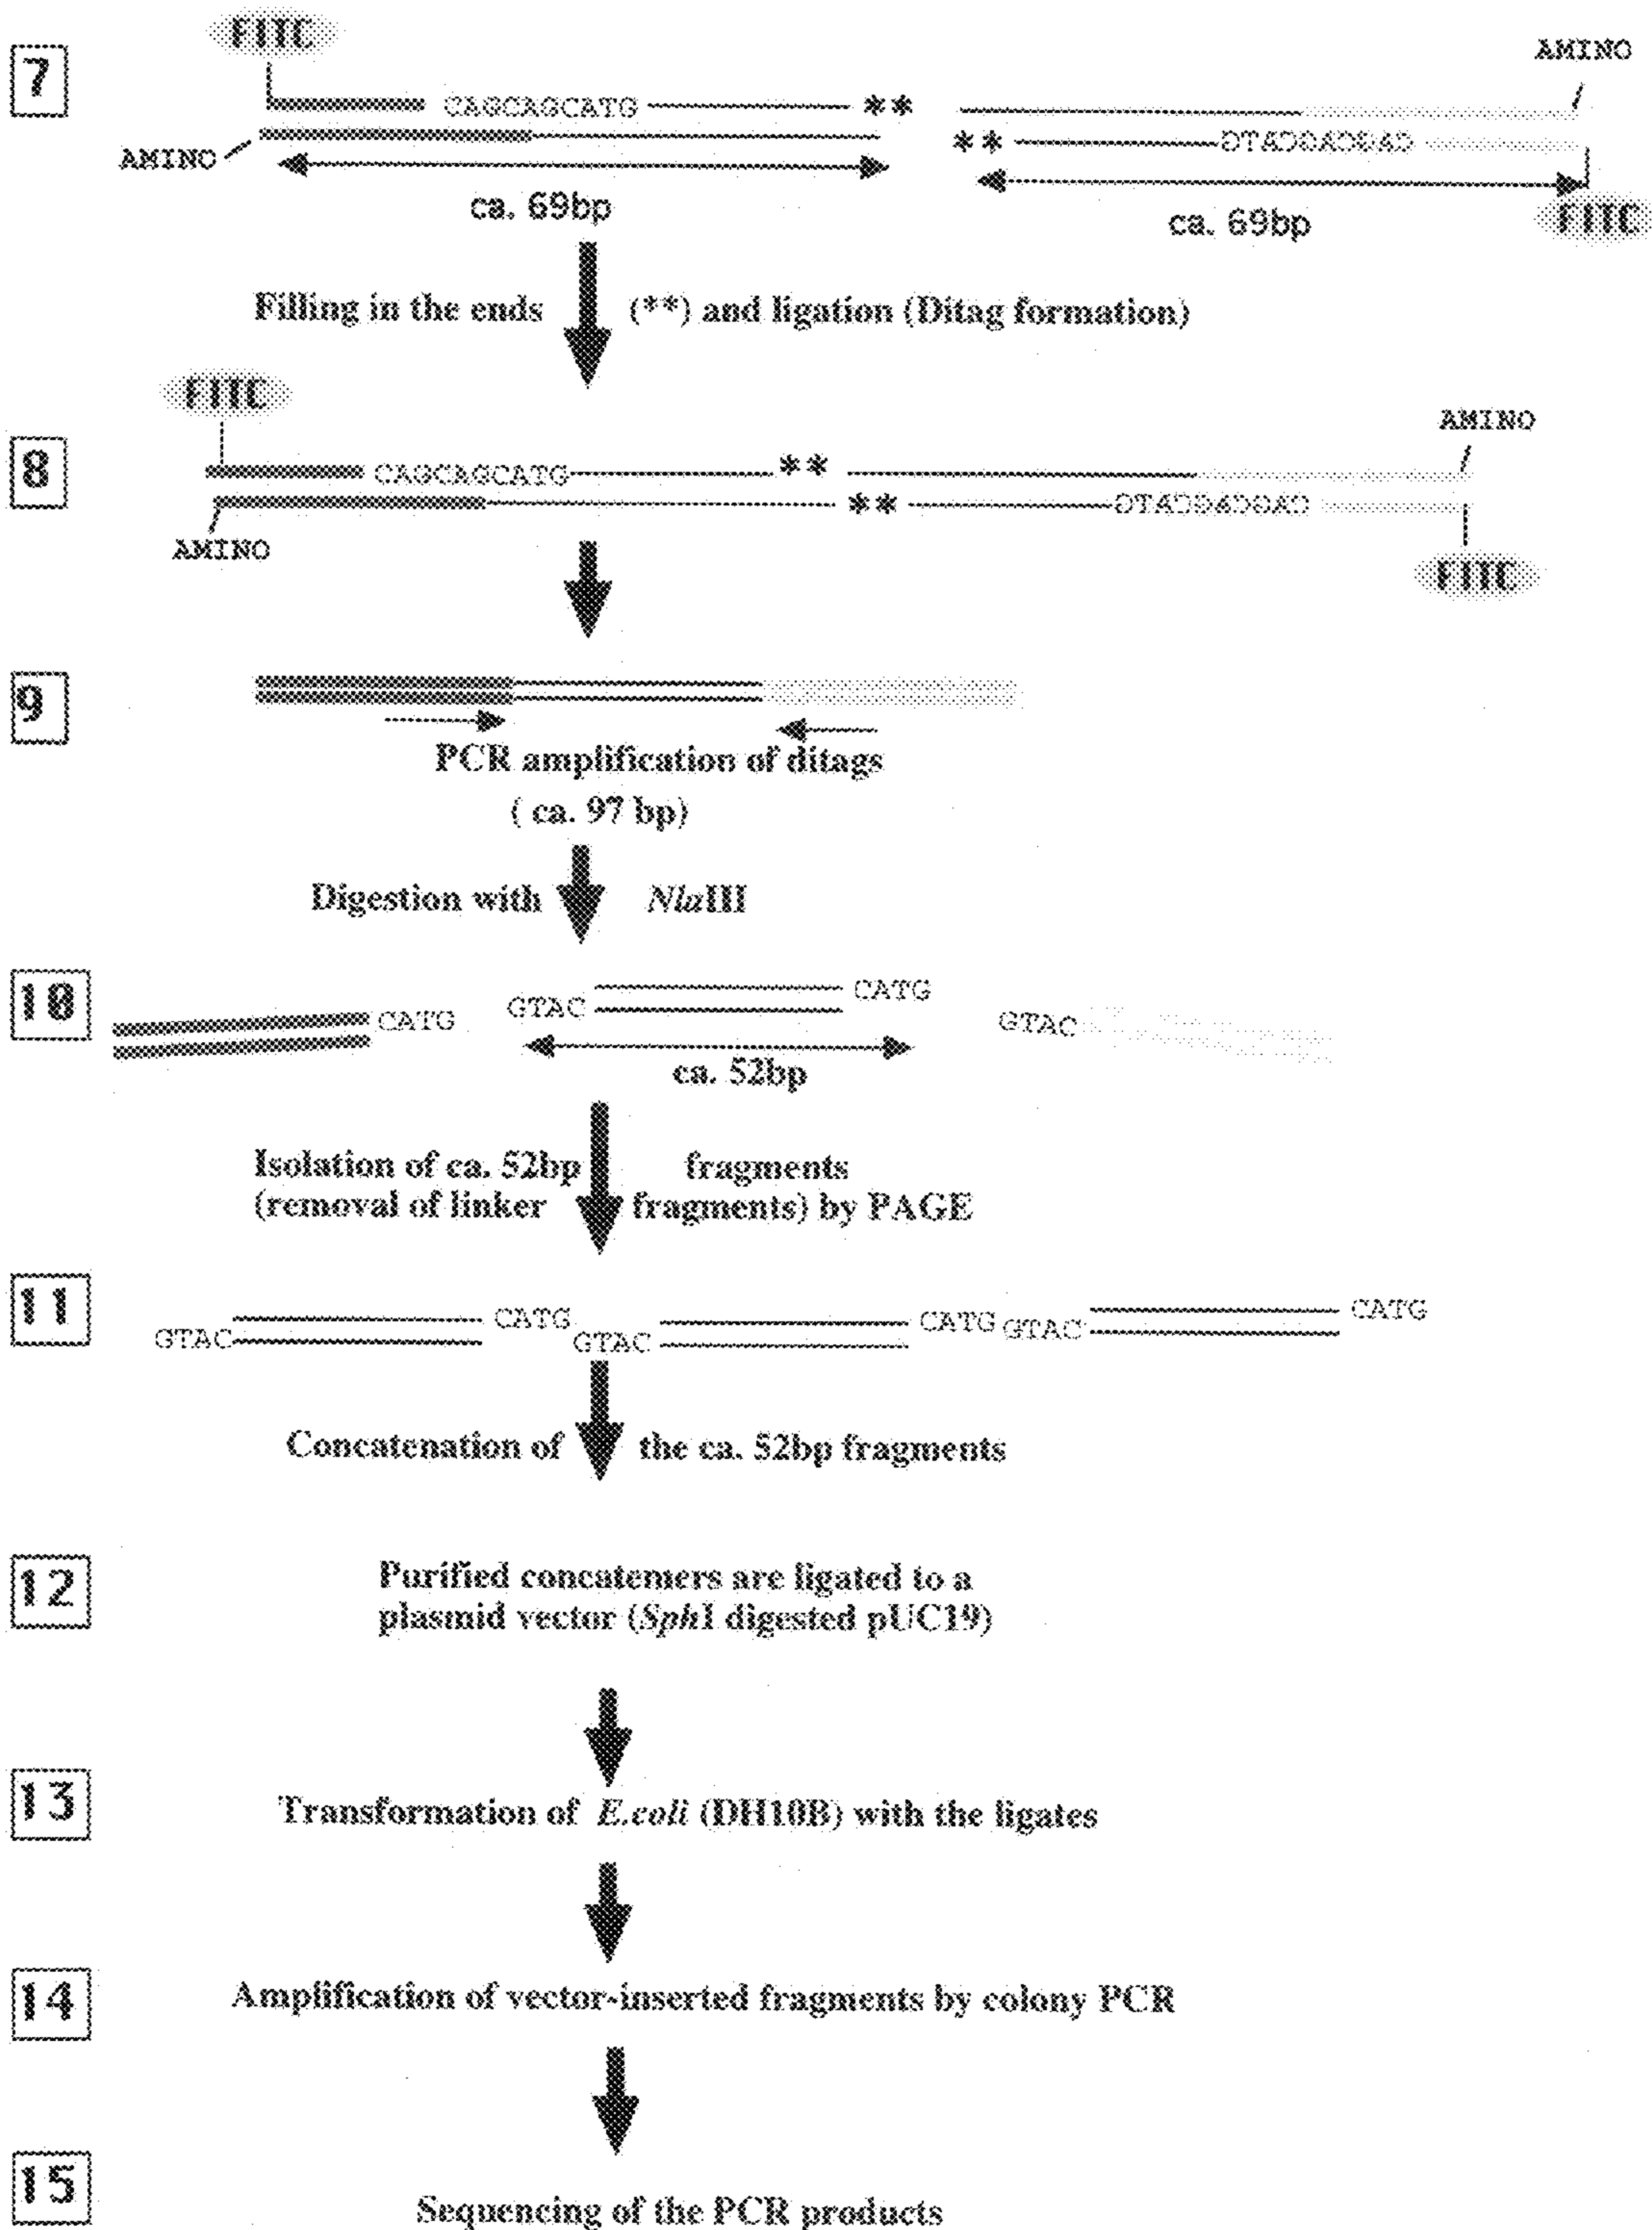 7
FITC
AMINO
CAGCAGCATG ** 
AMINO
** GTACGACGAC
ca. 69bp
ca. 69bp
FITC
Filling in the ends (**) and ligation (Ditag formation)
FITC
AMINO
8
CAGCAGCATG **
** GTACGACGAC
AMINO
FITC
9
PCR amplification of ditags
( ca. 97 bp)
Digestion with NlaIII
10
CATG GTAC CATG GTAC
ca. 52bp
Isolation of ca. 52bp fragments
(removal of linker fragments) by PAGE
11
GTAC CATG GTAC CATG GTAC CATG
Concatenation of the ca. 52bp fragments
12
Purified concatemers are ligated to a
plasmid vector (SphI digested pUC19)
13
Transformation of E.coli (DH10B) with the ligates
14
Amplification of vector-inserted fragments by colony PCR
15
Sequencing of the PCR products